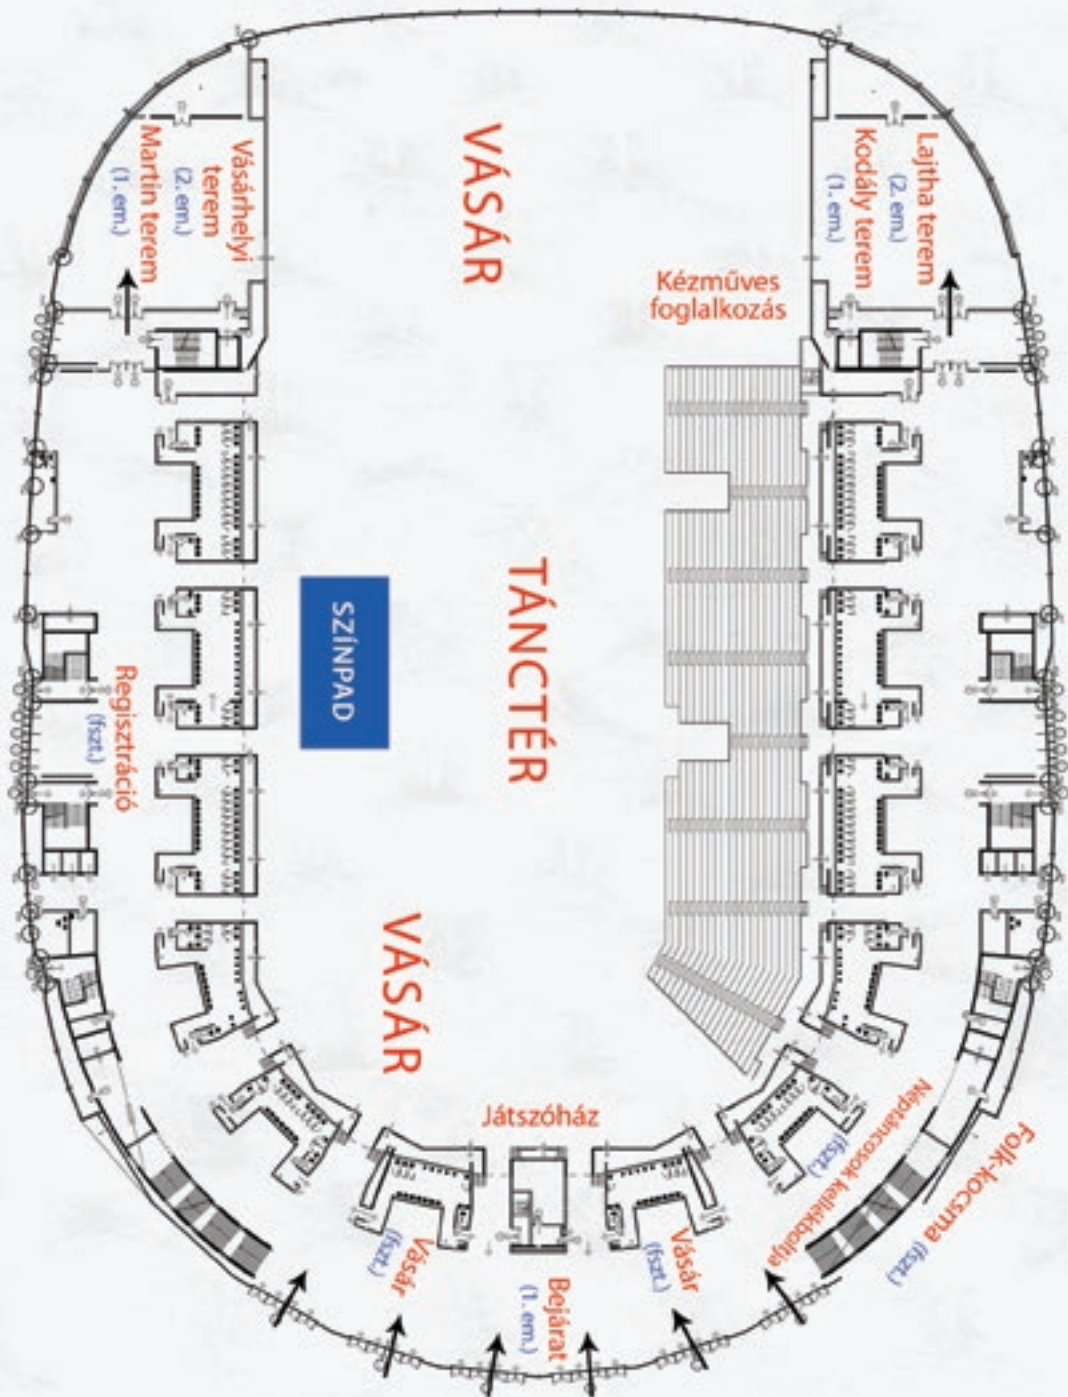 Vásárhelyi
terem
(2. em.)
Martin terem
(1. em.)
VÁSÁR
Lajtha terem
(2. em.)
Kodály terem
(1. em.)
Kézműves
foglalkozás
SZÍNPAD
TÁNCTÉR
Regisztráció
(fszt.)
VÁSÁR
Játszóház
Néptáncosok kellékboltja
(fszt.)
Folk-kocsma (fszt.)
Vásár
(fszt.)
Vásár
(fszt.)
Bejárat
(1. em.)